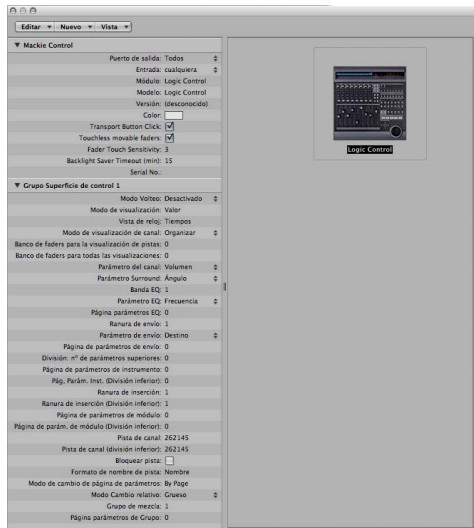 Editar Nuevo Vista
Mackie Control
Puerto de salida: Todos
Entrada: cualquiera
Módulo: Logic Control
Modelo: Logic Control
Versión: (desconocido)
Color:
Transport Button Click:
Touchless movable faders:
Fader Touch Sensitivity: 3
Backlight Saver Timeout (min): 15
Serial No.:
Grupo Superficie de control 1
Modo Volteo: Desactivado
Modo de visualización: Valor
Vista de reloj: Tiempos
Modo de visualización de canal: Organizar
Banco de faders para la visualización de pistas: 0
Banco de faders para todas las visualizaciones: 0
Parámetro del canal: Volumen
Parámetro Surround: Ángulo
Banda EQ: 1
Parámetro EQ: Frecuencia
Página parámetros EQ: 0
Ranura de envío: 1
Parámetro de envío: Destino
Página de parámetros de envío: 0
División: nº de parámetros superiores: 0
Página de parámetros de instrumento: 0
Pág, Parám. Inst. (División inferior): 0
Ranura de inserción: 1
Ranura de inserción (División inferior): 1
Página de parámetros de módulo: 0
Página de parám. de módulo (División inferior): 0
Pista de canal: 262145
Pista de canal (división inferior): 262145
Bloquear pista:
Formato de nombre de pista: Nombre
Modo de cambio de página de parámetros: By Page
Modo Cambio relativo: Grueso
Grupo de mezcla: 1
Página parámetros de Grupo: 0
Logic Control